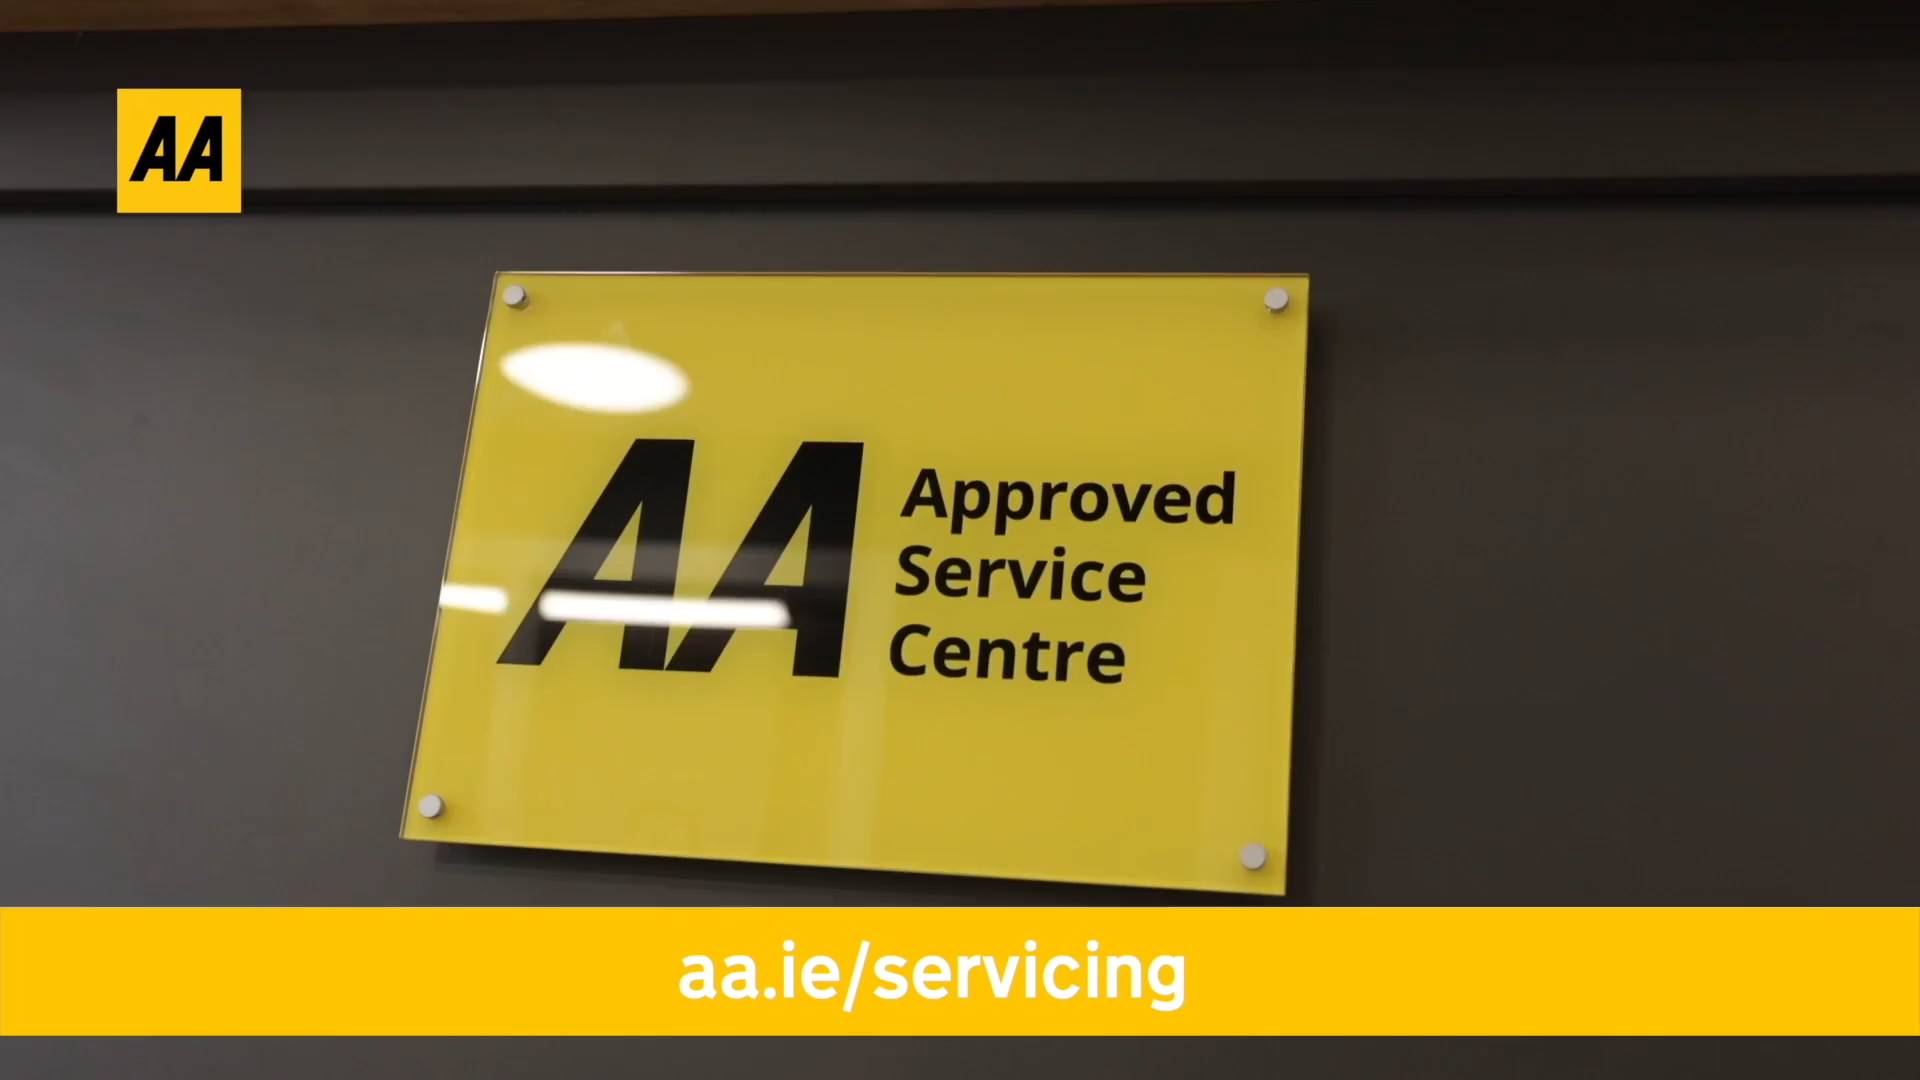 AA
AA
Approved
Service
Centre
aa.ie/servicing